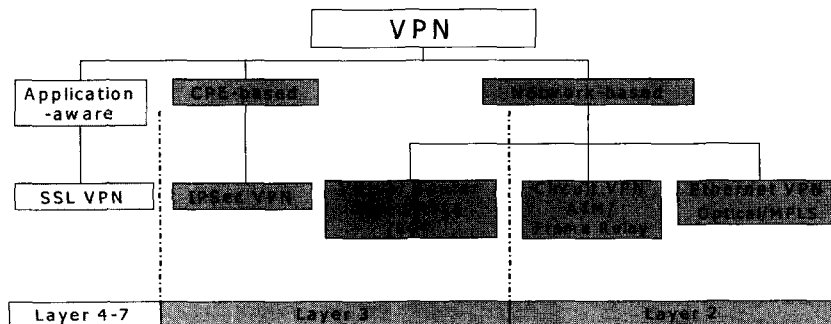 VPN
Application
-aware
CPE-based
Network-based
SSL VPN
IPSec VPN
Circuit VPN
ATM/
Frame Relay
Ethernet VPN
Optical/MPLS
Layer 4-7
Layer 3
Layer 2